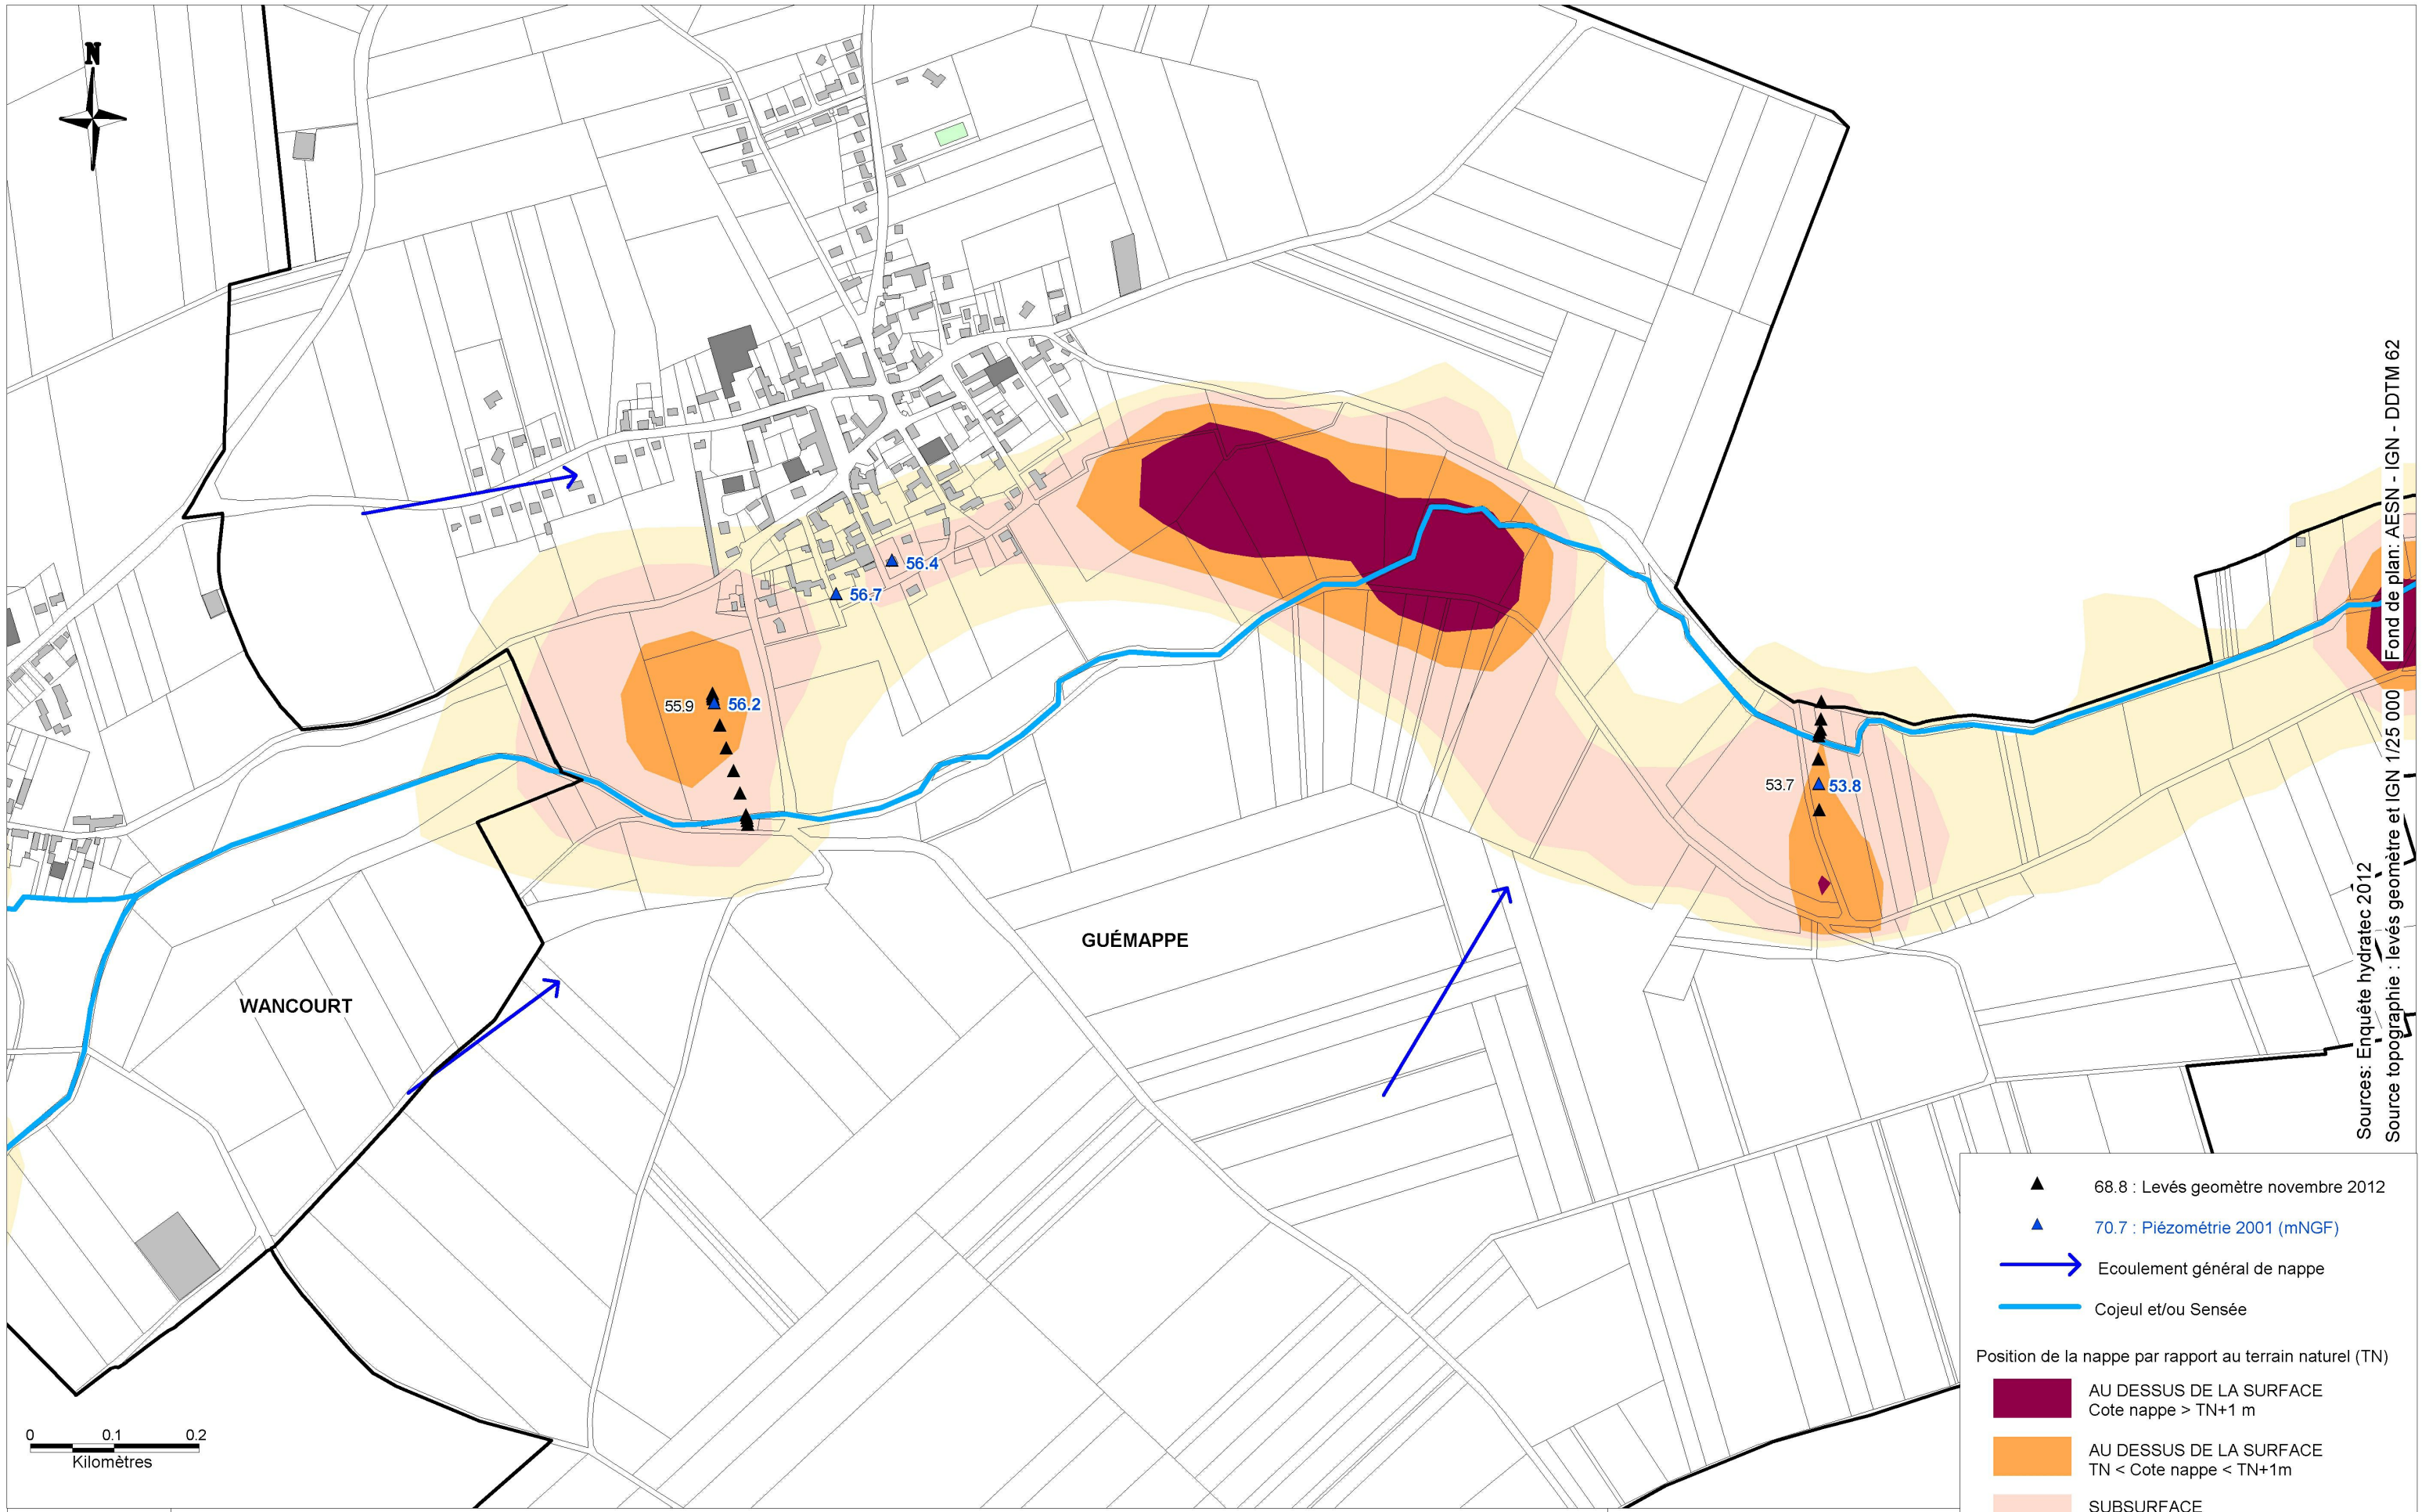 N
56.4
56.7
55.9
56.2
53.7
53.8
GUÉMAPPE
WANCOURT
0 0.1 0.2
Kilomètres
Sources: Enquête hydratec 2012
Source topographie : levés geomètre et IGN 1/25 000
Fond de plan: AESN - IGN - DDTM 62
68.8 : Levés geomètre novembre 2012
70.7 : Piézométrie 2001 (mNGF)
Ecoulement général de nappe
Cojeul et/ou Sensée
Position de la nappe par rapport au terrain naturel (TN)
AU DESSUS DE LA SURFACE
Cote nappe > TN+1 m
AU DESSUS DE LA SURFACE
TN < Cote nappe < TN+1m
SUBSURFACE